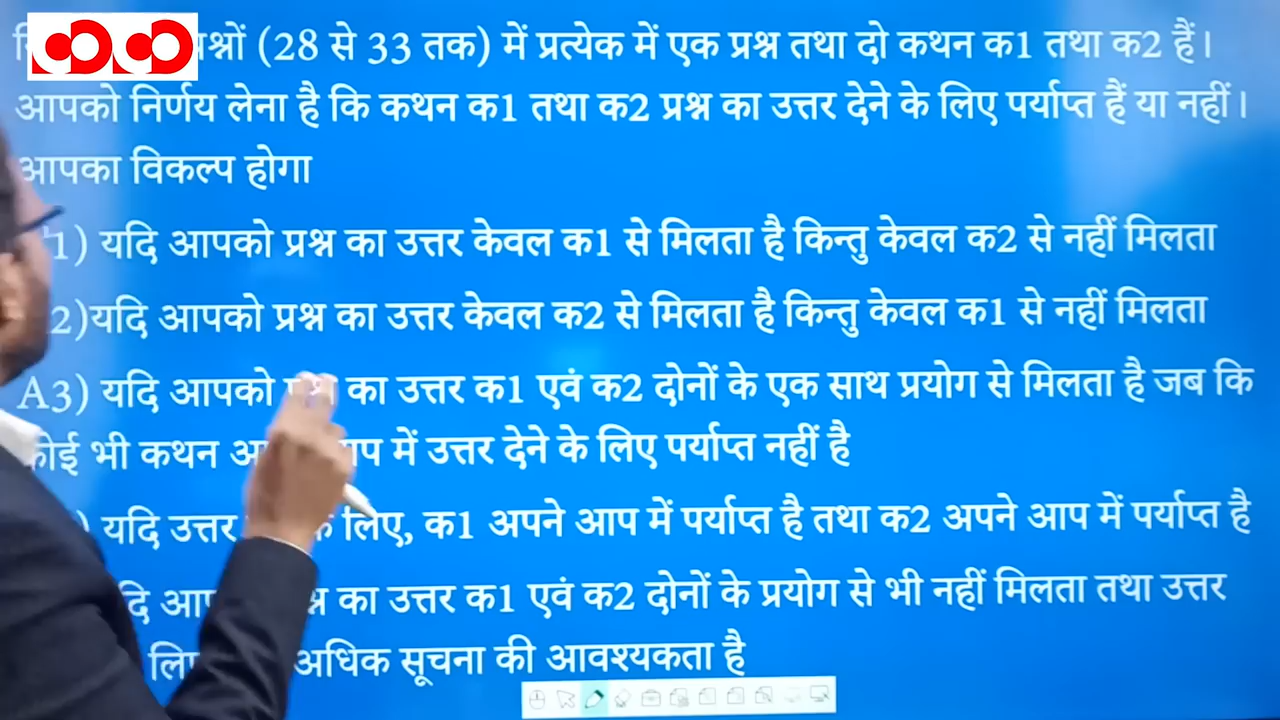 प्रश्नों (28 से 33 तक) में प्रत्येक में एक प्रश्न तथा दो कथन क1 तथा क2 हैं।
आपको निर्णय लेना है कि कथन क1 तथा क2 प्रश्न का उत्तर देने के लिए पर्याप्त हैं या नहीं।
आपका विकल्प होगा
1) यदि आपको प्रश्न का उत्तर केवल क1 से मिलता है किन्तु केवल क2 से नहीं मिलता
2)यदि आपको प्रश्न का उत्तर केवल क2 से मिलता है किन्तु केवल क1 से नहीं मिलता
A3) यदि आपको का उत्तर क1 एवं क2 दोनों के एक साथ प्रयोग से मिलता है जब कि
कोई भी कथन में उत्तर देने के लिए पर्याप्त नहीं है
) यदि उत्तर लिए, क1 अपने आप में पर्याप्त है तथा क2 अपने आप में पर्याप्त है
का उत्तर क1 एवं क2 दोनों के प्रयोग से भी नहीं मिलता तथा उत्तर
अधिक सूचना की आवश्यकता है